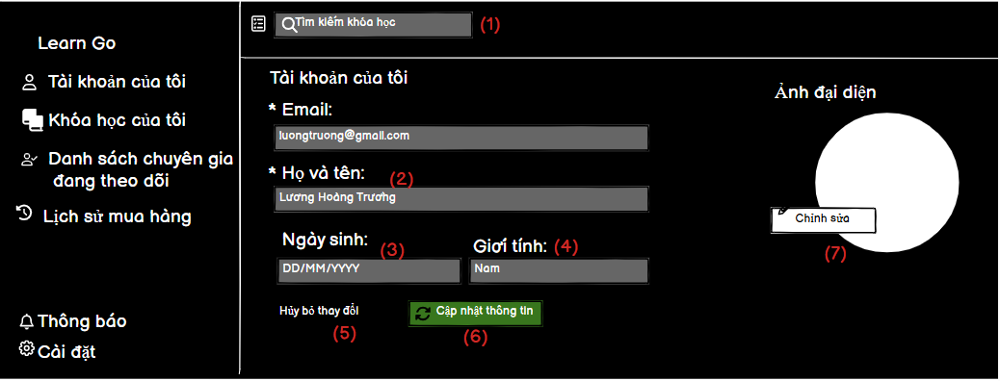 Learn Go
Tài khoản của tôi
Khóa học của tôi
Danh sách chuyên gia
đang theo dõi
Lịch sử mua hàng
Thông báo
Cài đặt
Tìm kiếm khóa học (1)
Tài khoản của tôi
* Email:
luongtruong@gmail.com
* Họ và tên: (2)
Lương Hoàng Trương
Ngày sinh: (3)
Giới tính: (4)
DD/MM/YYYY
Nam
Hủy bỏ thay đổi
(5)
Cập nhật thông tin
(6)
Ảnh đại diện
Chỉnh sửa
(7)